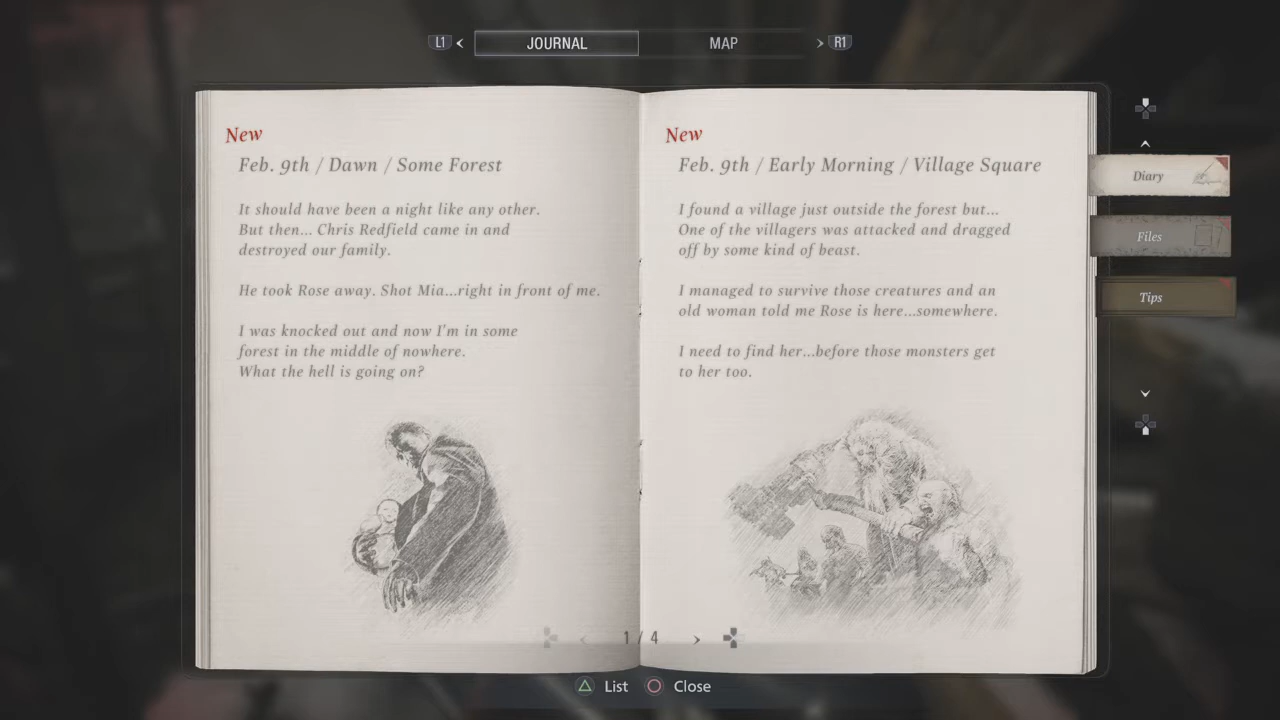 L1 JOURNAL MAP R1
New
Feb. 9th / Dawn / Some Forest
It should have been a night like any other.
But then... Chris Redfield came in and
destroyed our family.
He took Rose away. Shot Mia...right in front of me.
I was knocked out and now I'm in some
forest in the middle of nowhere.
What the hell is going on?
New
Feb. 9th / Early Morning / Village Square
I found a village just outside the forest but...
One of the villagers was attacked and dragged
off by some kind of beast.
I managed to survive those creatures and an
old woman told me Rose is here...somewhere.
I need to find her...before those monsters get
to her too.
Diary
Files
Tips
1 / 4
List Close